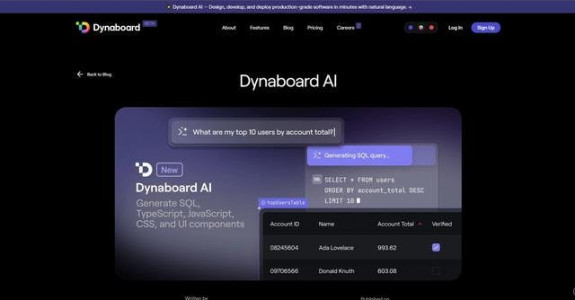 Dynaboard AI — Design, develop, and deploy production-grade software in minutes with natural language →
Dynaboard BETA
About Features Blog Pricing Careers
Log In Sign Up
← Back to Blog
Dynaboard AI
What are my top 10 users by account total?
Generating SQL query...
New
Dynaboard AI
Generate SQL,
TypeScript, JavaScript,
CSS, and UI components
SQL SELECT * FROM users
ORDER BY account_total DESC
LIMIT 10
topUsersTable
Account ID Name Account Total Verified
08245604 Ada Lovelace 993.62
09706566 Donald Knuth 603.08
Written by Published on